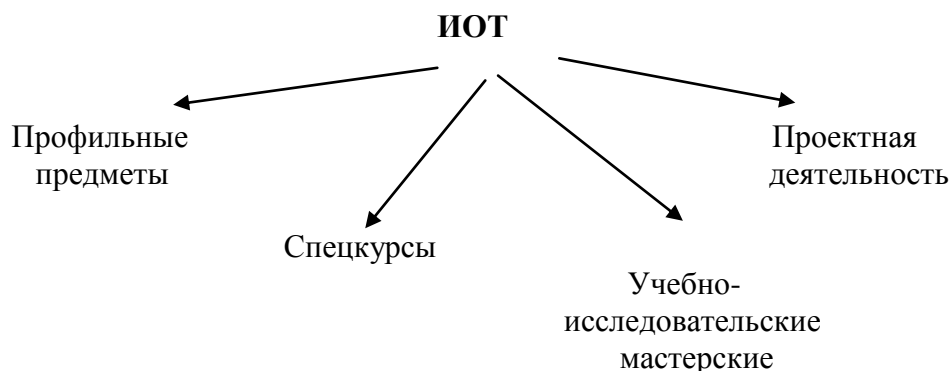 ИОТ
Профильные
предметы
Проектная
деятельность
Спецкурсы
Учебно-
исследовательские
мастерские